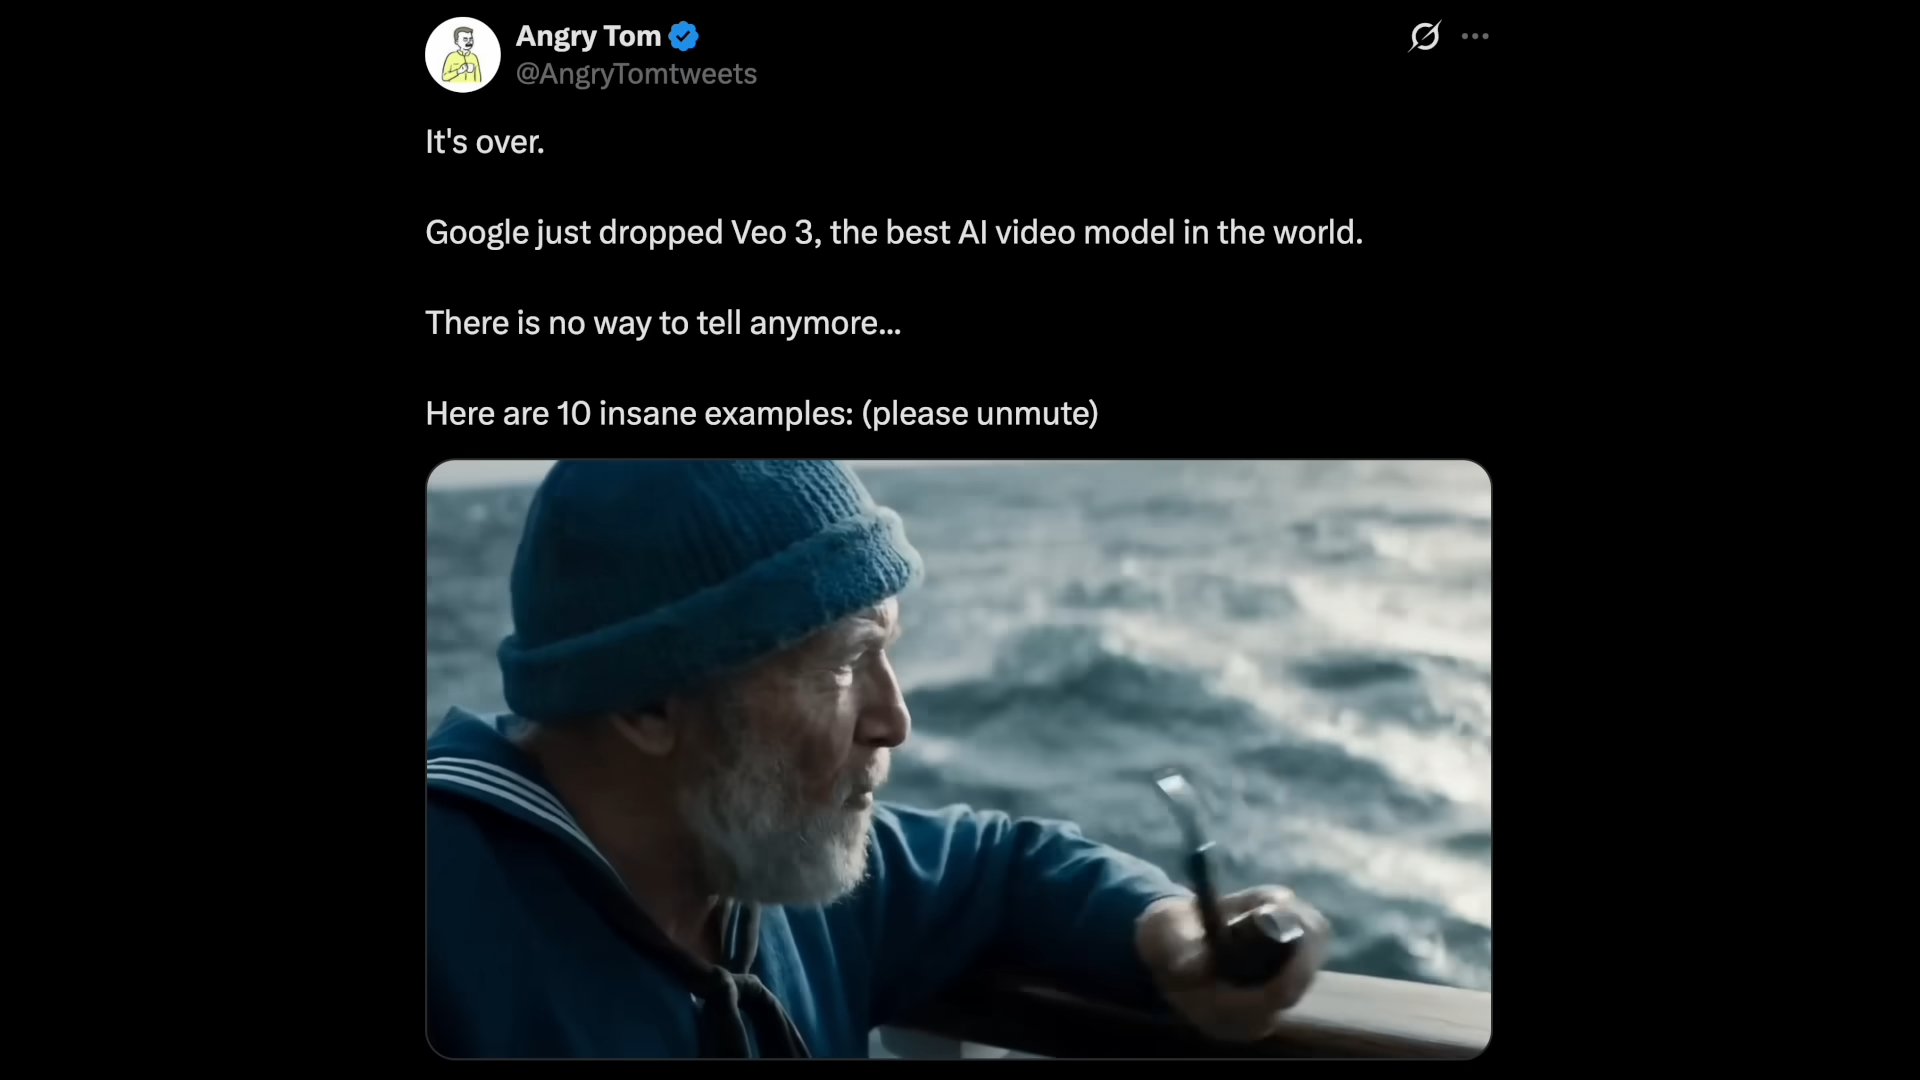 Angry Tom
@AngryTomtweets
It's over.
Google just dropped Veo 3, the best AI video model in the world.
There is no way to tell anymore...
Here are 10 insane examples: (please unmute)